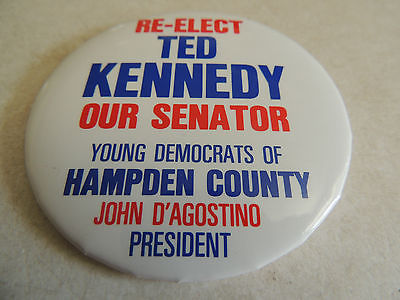 RE-ELECT
TED
KENNEDY
OUR SENATOR
YOUNG DEMOCRATS OF
HAMPDEN COUNTY
JOHN D'AGOSTINO
PRESIDENT